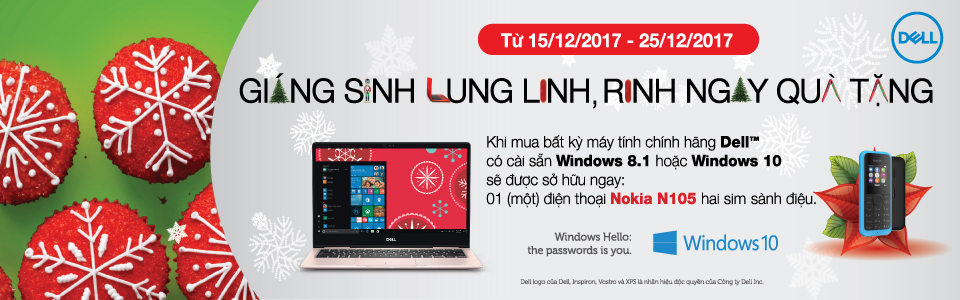 Từ 15/12/2017 - 25/12/2017
DELL
GIÁNG SINH LUNG LINH, RINH NGAY QUÀ TẶNG
Khi mua bất kỳ máy tính chính hãng Dell™
có cài sẵn Windows 8.1 hoặc Windows 10
sẽ được sở hữu ngay:
01 (một) điện thoại Nokia N105 hai sim sành điệu.
Windows Hello:
the passwords is you.
Windows 10
DELL
Dell logo của Dell, Inspiron, Vostro và XPS là nhãn hiệu độc quyền của Công ty Dell Inc.